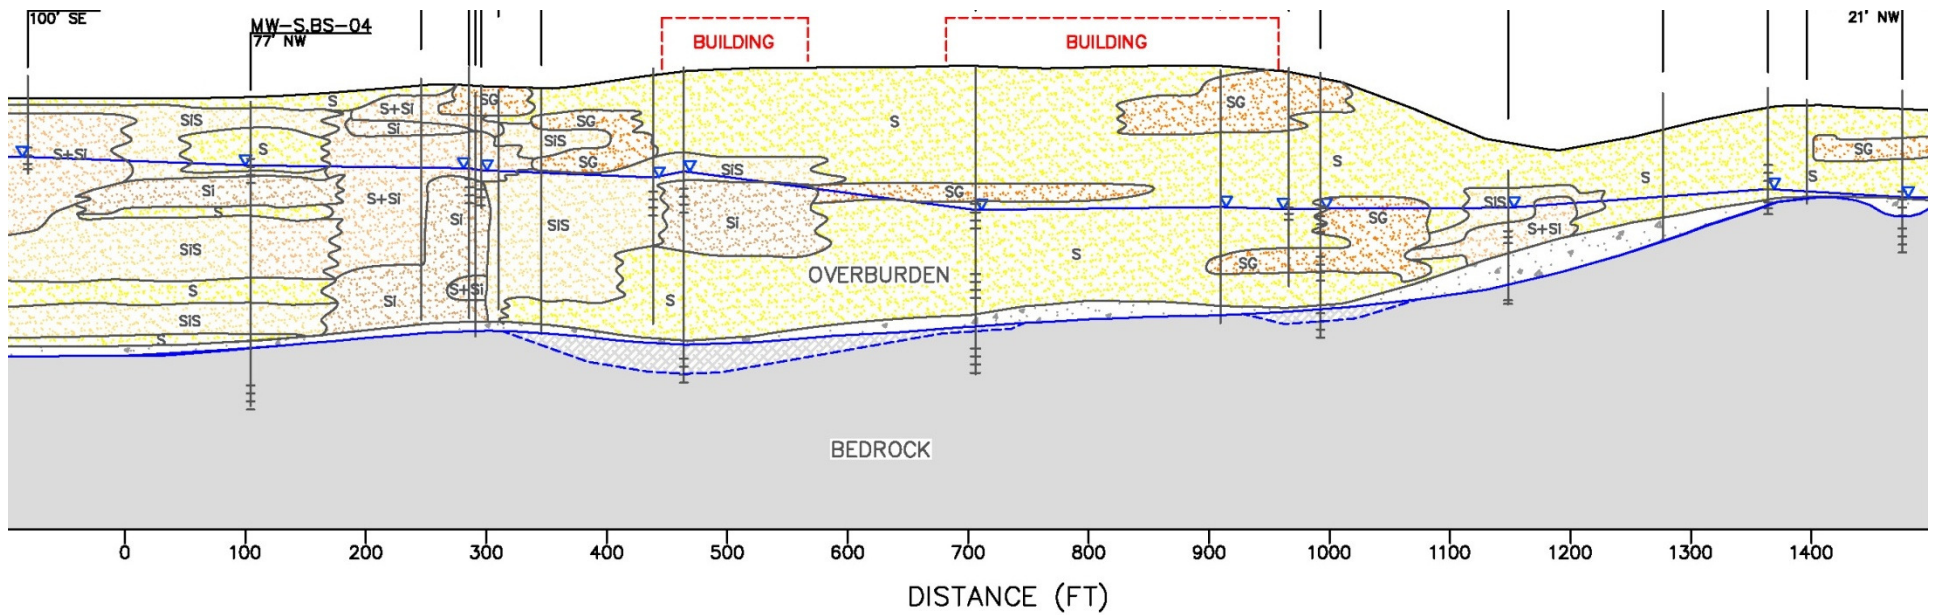 100' SE
MW-S.BS-04
77' NW
21' NW
BUILDING
BUILDING
S
SG
S+Si
SiS
SG
SG
S
Si
SiS
S
SG
S
S+Si
SG
SiS
S
SG
Si
S+Si
S
SG
S
S
Si
SG
SiS
S
SiS
Si
S+Si
SiS
S
OVERBURDEN
SG
S
S+Si
Si
S
SiS
S
BEDROCK
0
100
200
300
400
500
600
700
800
900
1000
1100
1200
1300
1400
DISTANCE (FT)